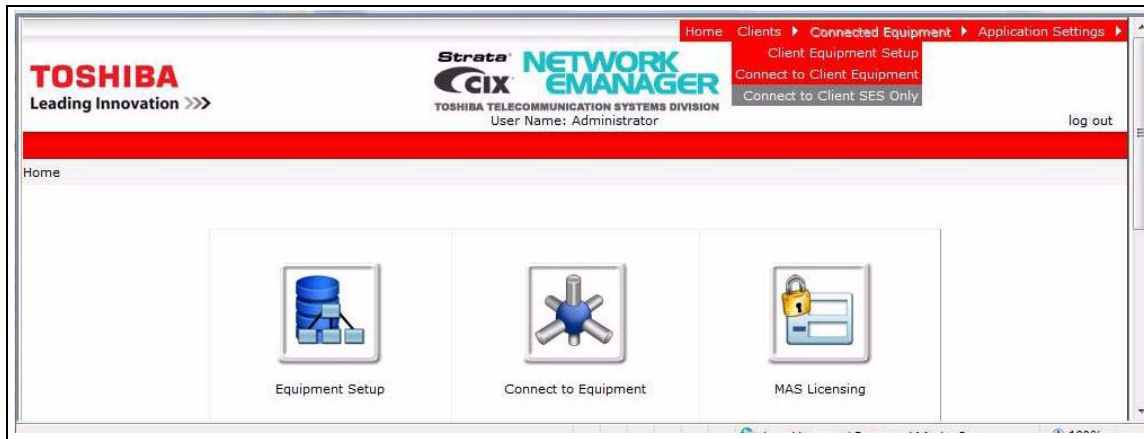 Home Clients Connected Equipment Application Settings
Client Equipment Setup
Connect to Client Equipment
Connect to Client SES Only
TOSHIBA
Leading Innovation >>>
Strata CIX NETWORK EMANAGER
TOSHIBA TELECOMMUNICATION SYSTEMS DIVISION
User Name: Administrator
log out
Home
Equipment Setup
Connect to Equipment
MAS Licensing